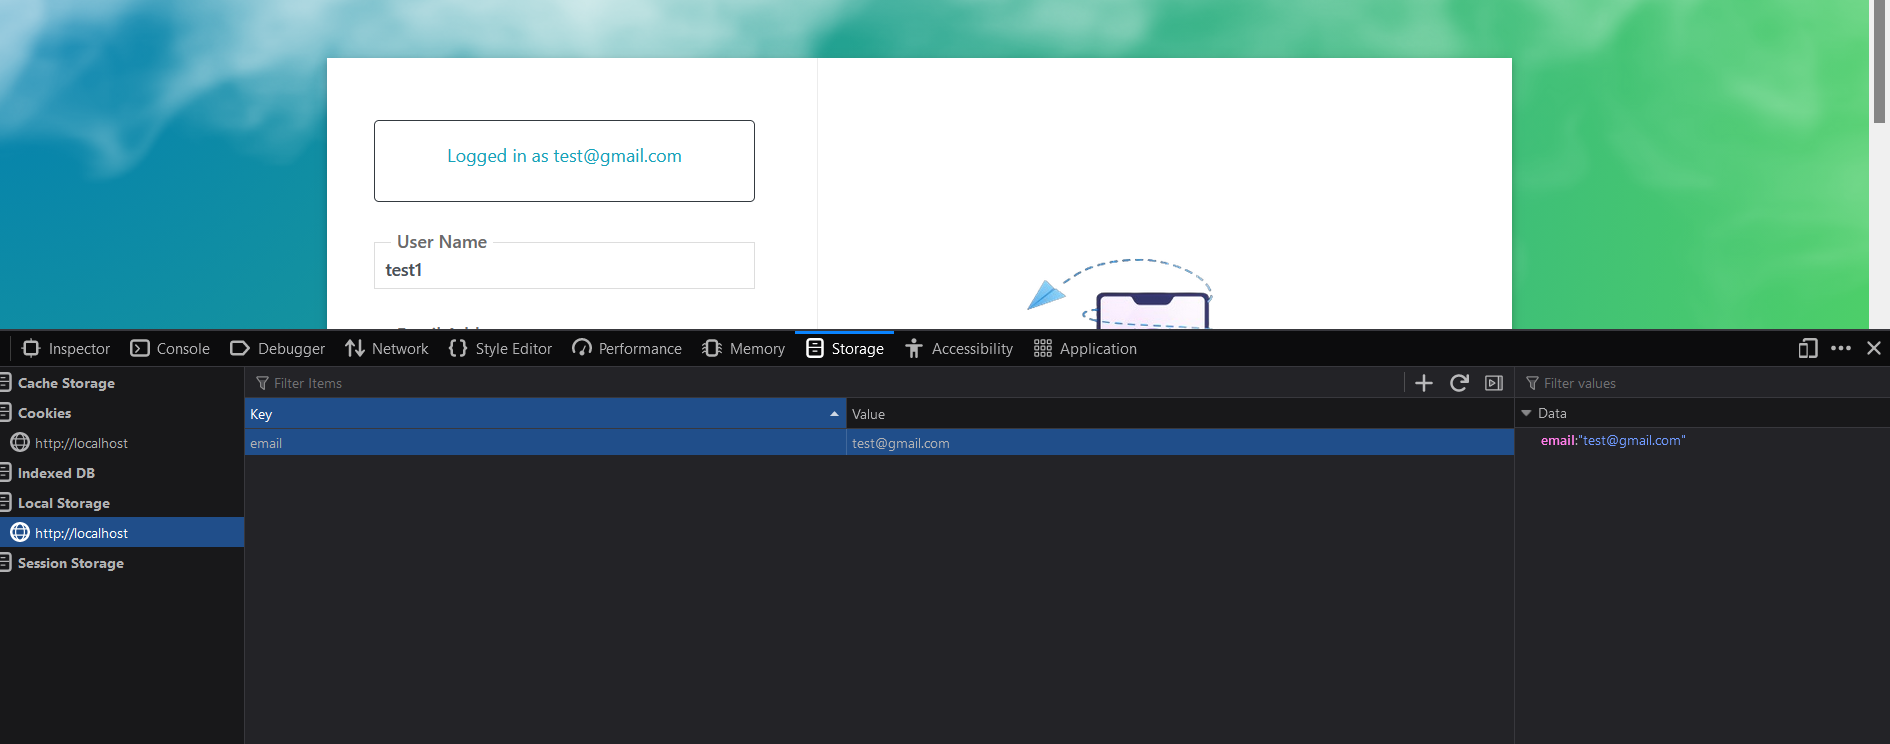 Logged in as test@gmail.com
User Name
test1
Inspector
Console
Debugger
Network
Style Editor
Performance
Memory
Storage
Accessibility
Application
Cache Storage
Cookies
http://localhost
Indexed DB
Local Storage
http://localhost
Session Storage
Filter Items
Key
Value
email
test@gmail.com
Filter values
Data
email:"test@gmail.com"